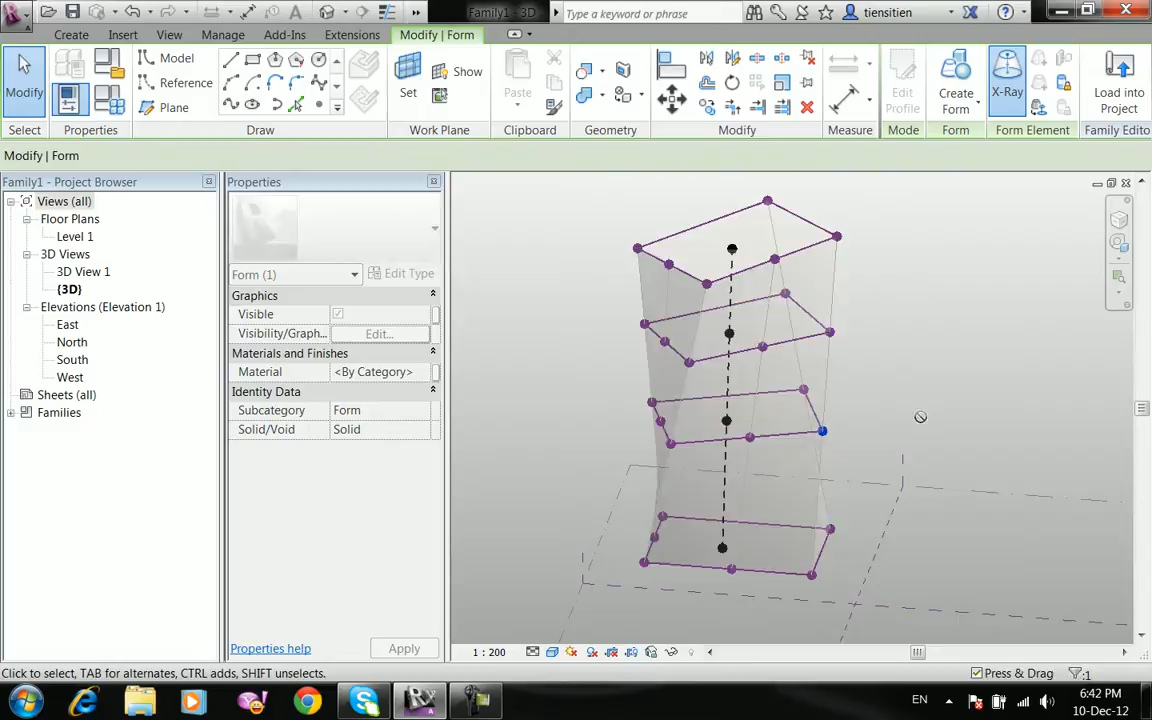 Family1 - 3D
Type a keyword or phrase
tiensitien
Create Insert View Manage Add-Ins Extensions Modify | Form
Modify
Model
Reference
Plane
Set
Show
Paste
Edit Profile
Create Form
X-Ray
Load into Project
Select Properties Draw Work Plane Clipboard Geometry Modify Measure Mode Form Form Element Family Edito
Modify | Form
Family1 - Project Browser
Views (all)
Floor Plans
Level 1
3D Views
3D View 1
{3D}
Elevations (Elevation 1)
East
North
South
West
Sheets (all)
Families
Properties
Form (1)
Edit Type
Graphics
Visible
Visibility/Graph... Edit...
Materials and Finishes
Material <By Category>
Identity Data
Subcategory Form
Solid/Void Solid
Properties help
Apply
1 : 200
Click to select, TAB for alternates, CTRL adds, SHIFT unselects.
Press & Drag
:1
EN
6:42 PM
10-Dec-12